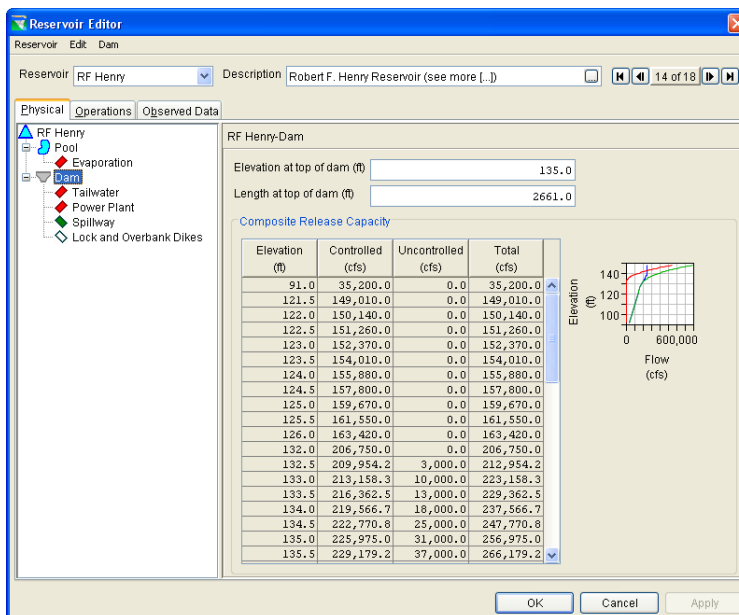 Reservoir Editor
Reservoir Edit Dam
Reservoir RF Henry Description Robert F. Henry Reservoir (see more [...]) ... 14 of 18
Physical Operations Observed Data
RF Henry
Pool
Evaporation
Dam
Tailwater
Power Plant
Spillway
Lock and Overbank Dikes
RF Henry-Dam
Elevation at top of dam (ft) 135.0
Length at top of dam (ft) 2661.0
Composite Release Capacity
Elevation Controlled Uncontrolled Total
(ft) (cfs) (cfs) (cfs)
91.0 35,200.0 0.0 35,200.0
121.5 149,010.0 0.0 149,010.0
122.0 150,140.0 0.0 150,140.0
122.5 151,260.0 0.0 151,260.0
123.0 152,370.0 0.0 152,370.0
123.5 154,010.0 0.0 154,010.0
124.0 155,880.0 0.0 155,880.0
124.5 157,800.0 0.0 157,800.0
125.0 159,670.0 0.0 159,670.0
125.5 161,550.0 0.0 161,550.0
126.0 163,420.0 0.0 163,420.0
132.0 206,750.0 0.0 206,750.0
132.5 209,954.2 3,000.0 212,954.2
133.0 213,158.3 10,000.0 223,158.3
133.5 216,362.5 13,000.0 229,362.5
134.0 219,566.7 18,000.0 237,566.7
134.5 222,770.8 25,000.0 247,770.8
135.0 225,975.0 31,000.0 256,975.0
135.5 229,179.2 37,000.0 266,179.2
Elevation
(ft)
140
120
100
0 600,000
Flow
(cfs)
OK Cancel Apply